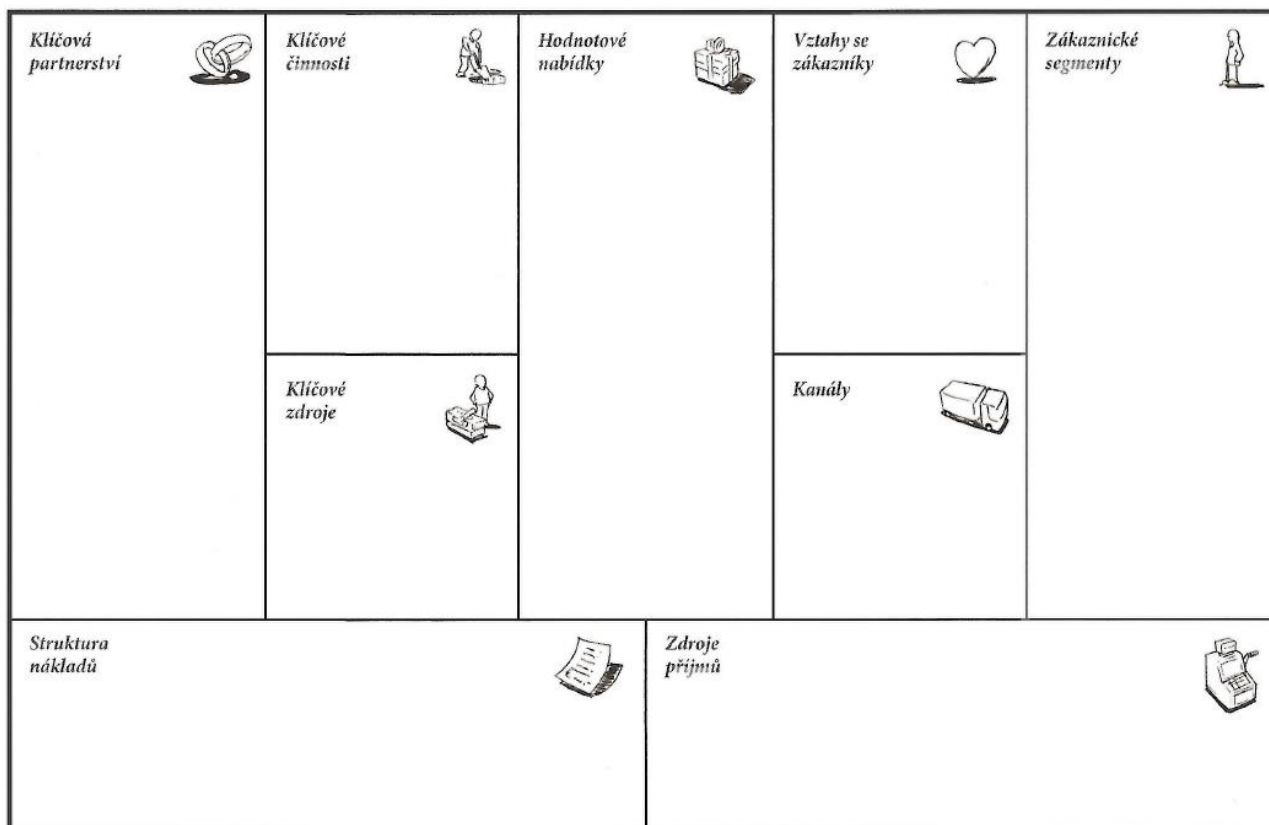 Klíčová
partnerství
Klíčové
činnosti
Hodnotové
nabídky
Vztahy se
zákazníky
Zákaznické
segmenty
Klíčové
zdroje
Kanály
Struktura
nákladů
Zdroje
příjmů